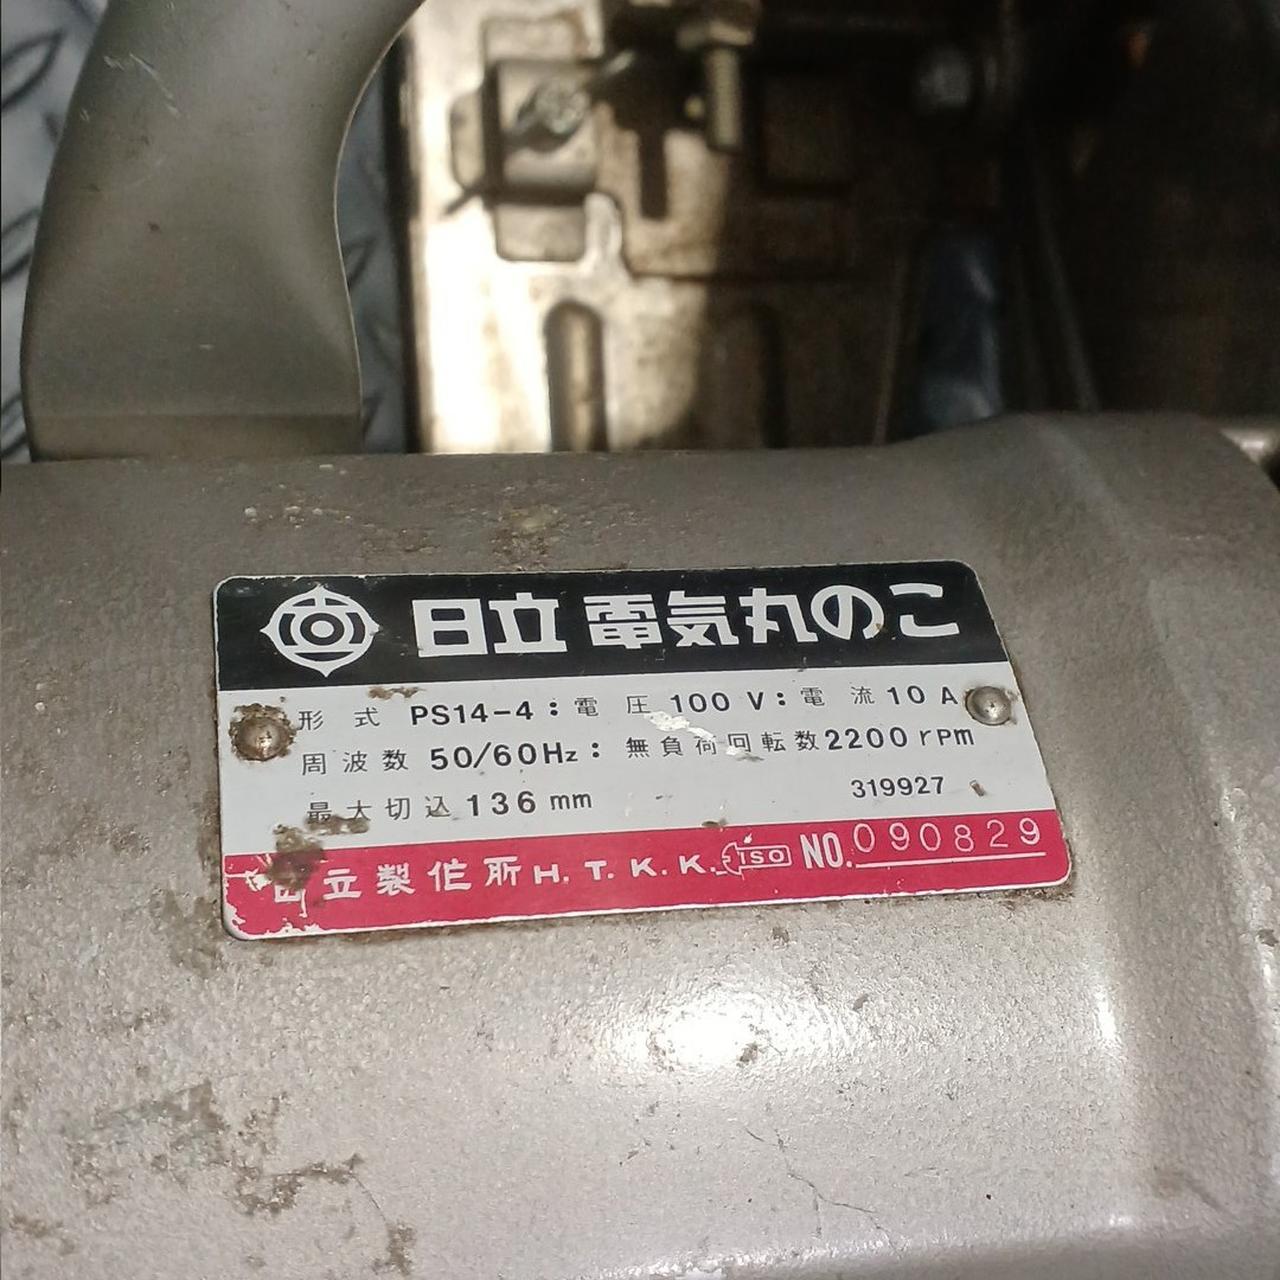 日立 電気丸のこ
形式 PS14-4：電圧 100 V：電流 10 A
周波数 50/60Hz：無負荷回転数 2200 rpm
最大切込 136 mm
319927
日立製作所 H.T.K.K. ISO NO. 090829